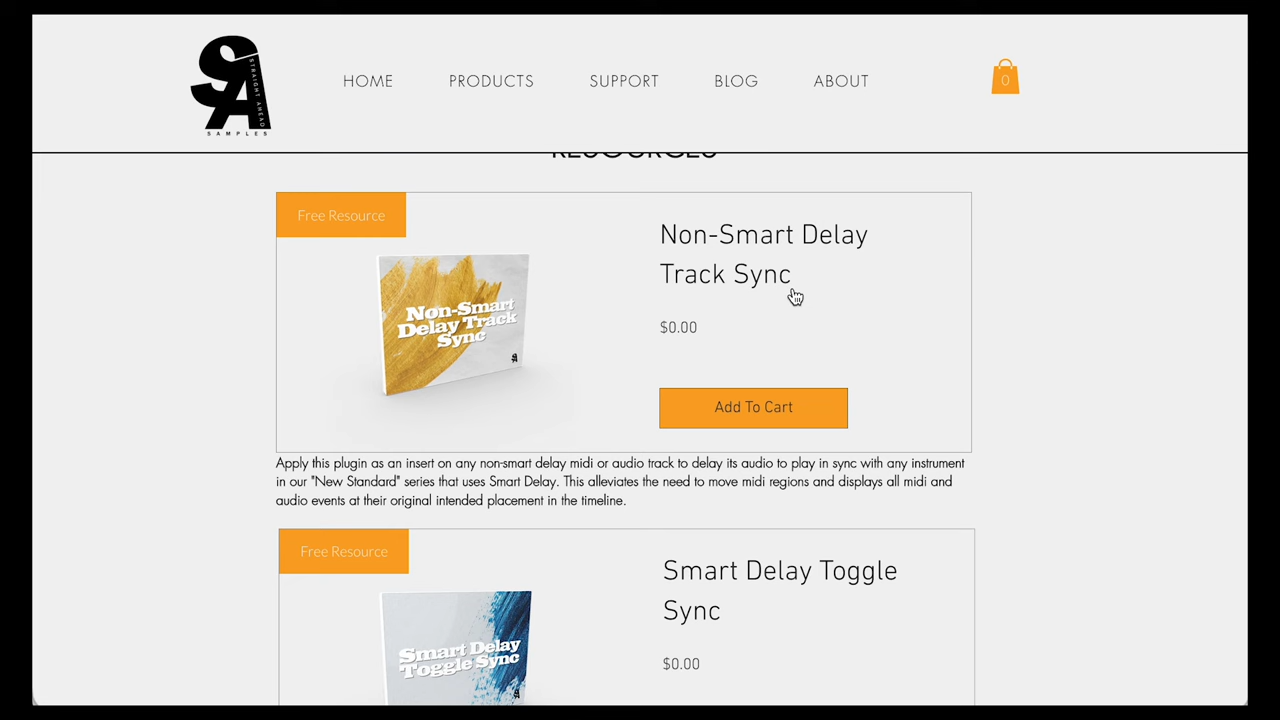 STRAIGHT AHEAD
SAMPLES
HOME PRODUCTS SUPPORT BLOG ABOUT 0
RESOURCES
Free Resource
Non-Smart Delay
Track Sync
Non-Smart
Delay Track
Sync
$0.00
Add To Cart
Apply this plugin as an insert on any non-smart delay midi or audio track to delay its audio to play in sync with any instrument
in our "New Standard" series that uses Smart Delay. This alleviates the need to move midi regions and displays all midi and
audio events at their original intended placement in the timeline.
Free Resource
Smart Delay Toggle
Sync
Smart Delay
Toggle Sync
$0.00